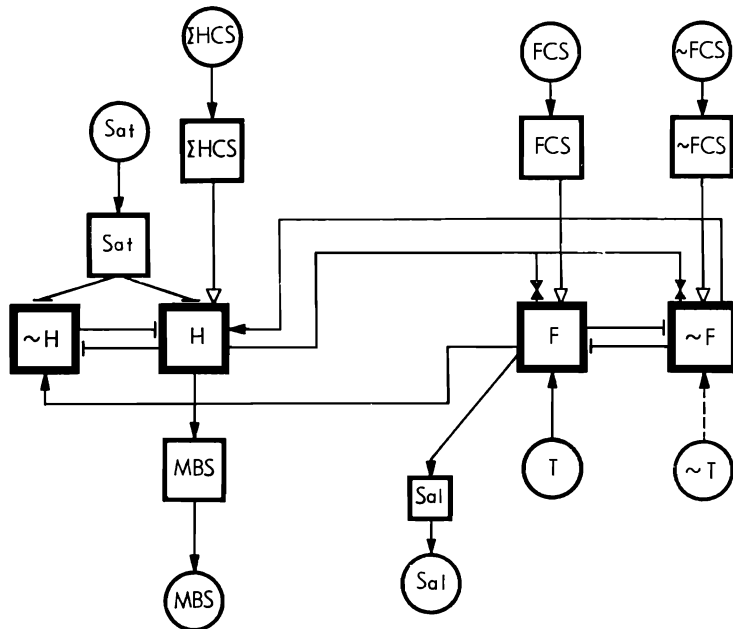 ΣHCS
FCS
~FCS
Sat
ΣHCS
FCS
~FCS
Sat
~H
H
F
~F
MBS
T
~T
Sal
MBS
Sal